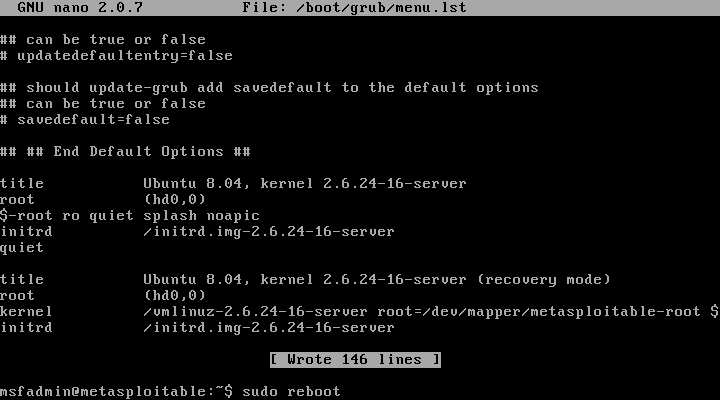 GNU nano 2.0.7 File: /boot/grub/menu.lst
## can be true or false
# updatedefaultentry=false
## should update-grub add savedefault to the default options
## can be true or false
# savedefault=false
## ## End Default Options ##
title Ubuntu 8.04, kernel 2.6.24-16-server
root (hd0,0)
$-root ro quiet splash noapic
initrd /initrd.img-2.6.24-16-server
quiet
title Ubuntu 8.04, kernel 2.6.24-16-server (recovery mode)
root (hd0,0)
kernel /vmlinuz-2.6.24-16-server root=/dev/mapper/metasploitable-root $
initrd /initrd.img-2.6.24-16-server
[ Wrote 146 lines ]
msfadmin@metasploitable:~$ sudo reboot